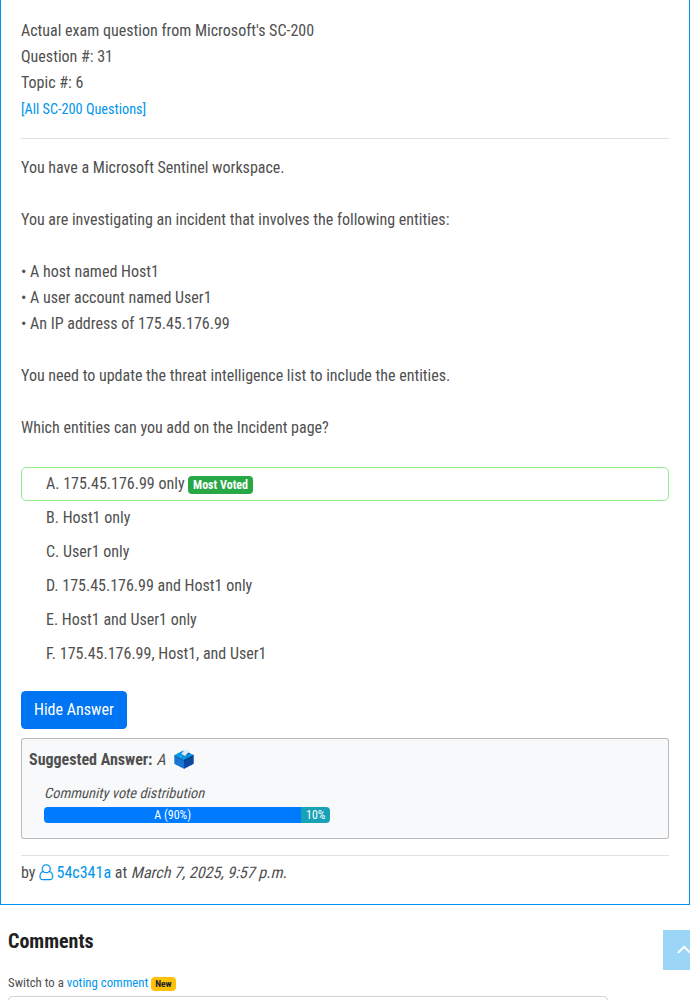 Actual exam question from Microsoft's SC-200
Question #: 31
Topic #: 6
[All SC-200 Questions]
You have a Microsoft Sentinel workspace.
You are investigating an incident that involves the following entities:
• A host named Host1
• A user account named User1
• An IP address of 175.45.176.99
You need to update the threat intelligence list to include the entities.
Which entities can you add on the Incident page?
A. 175.45.176.99 only Most Voted
B. Host1 only
C. User1 only
D. 175.45.176.99 and Host1 only
E. Host1 and User1 only
F. 175.45.176.99, Host1, and User1
Hide Answer
Suggested Answer: A
Community vote distribution
A (90%) 10%
by 54c341a at March 7, 2025, 9:57 p.m.
Comments
Switch to a voting comment New